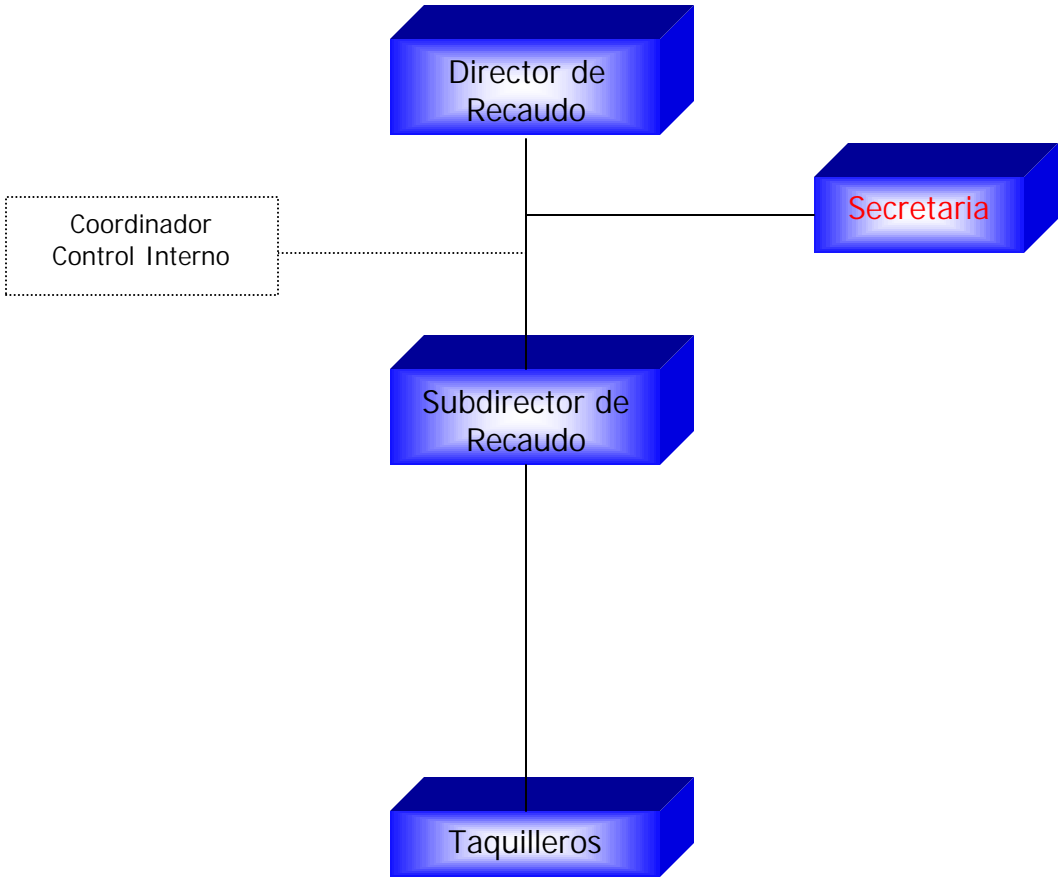 Director de
Recaudo
Secretaria
Coordinador
Control Interno
Subdirector de
Recaudo
Taquilleros